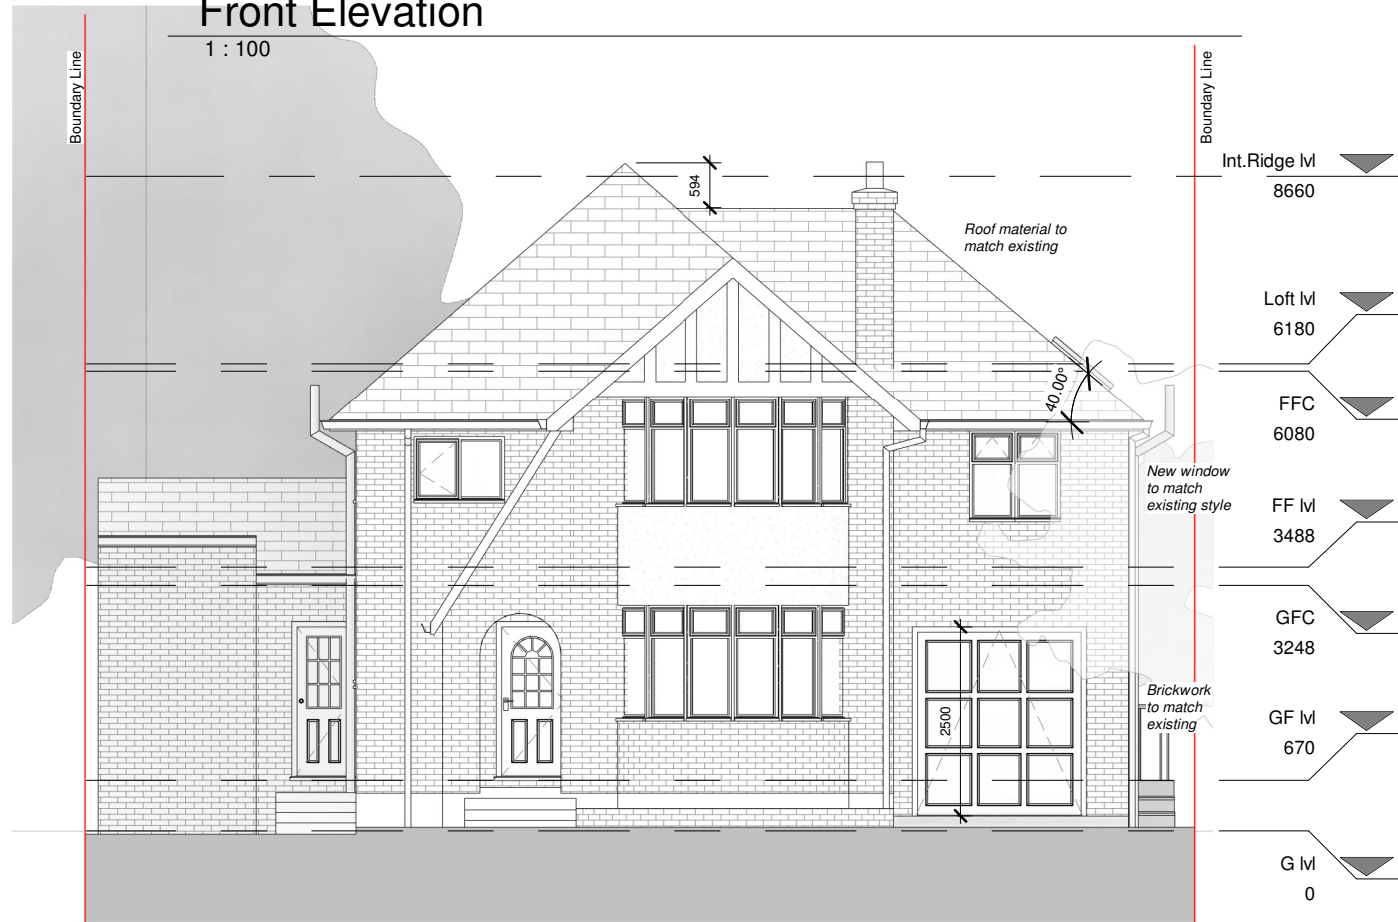 Front Elevation
1 : 100
Boundary Line
Boundary Line
Int.Ridge lvl
8660
594
Roof material to
match existing
Loft lvl
6180
40.00°
FFC
6080
New window
to match
existing style
FF lvl
3488
GFC
3248
Brickwork
to match
existing
2500
GF lvl
670
G lvl
0